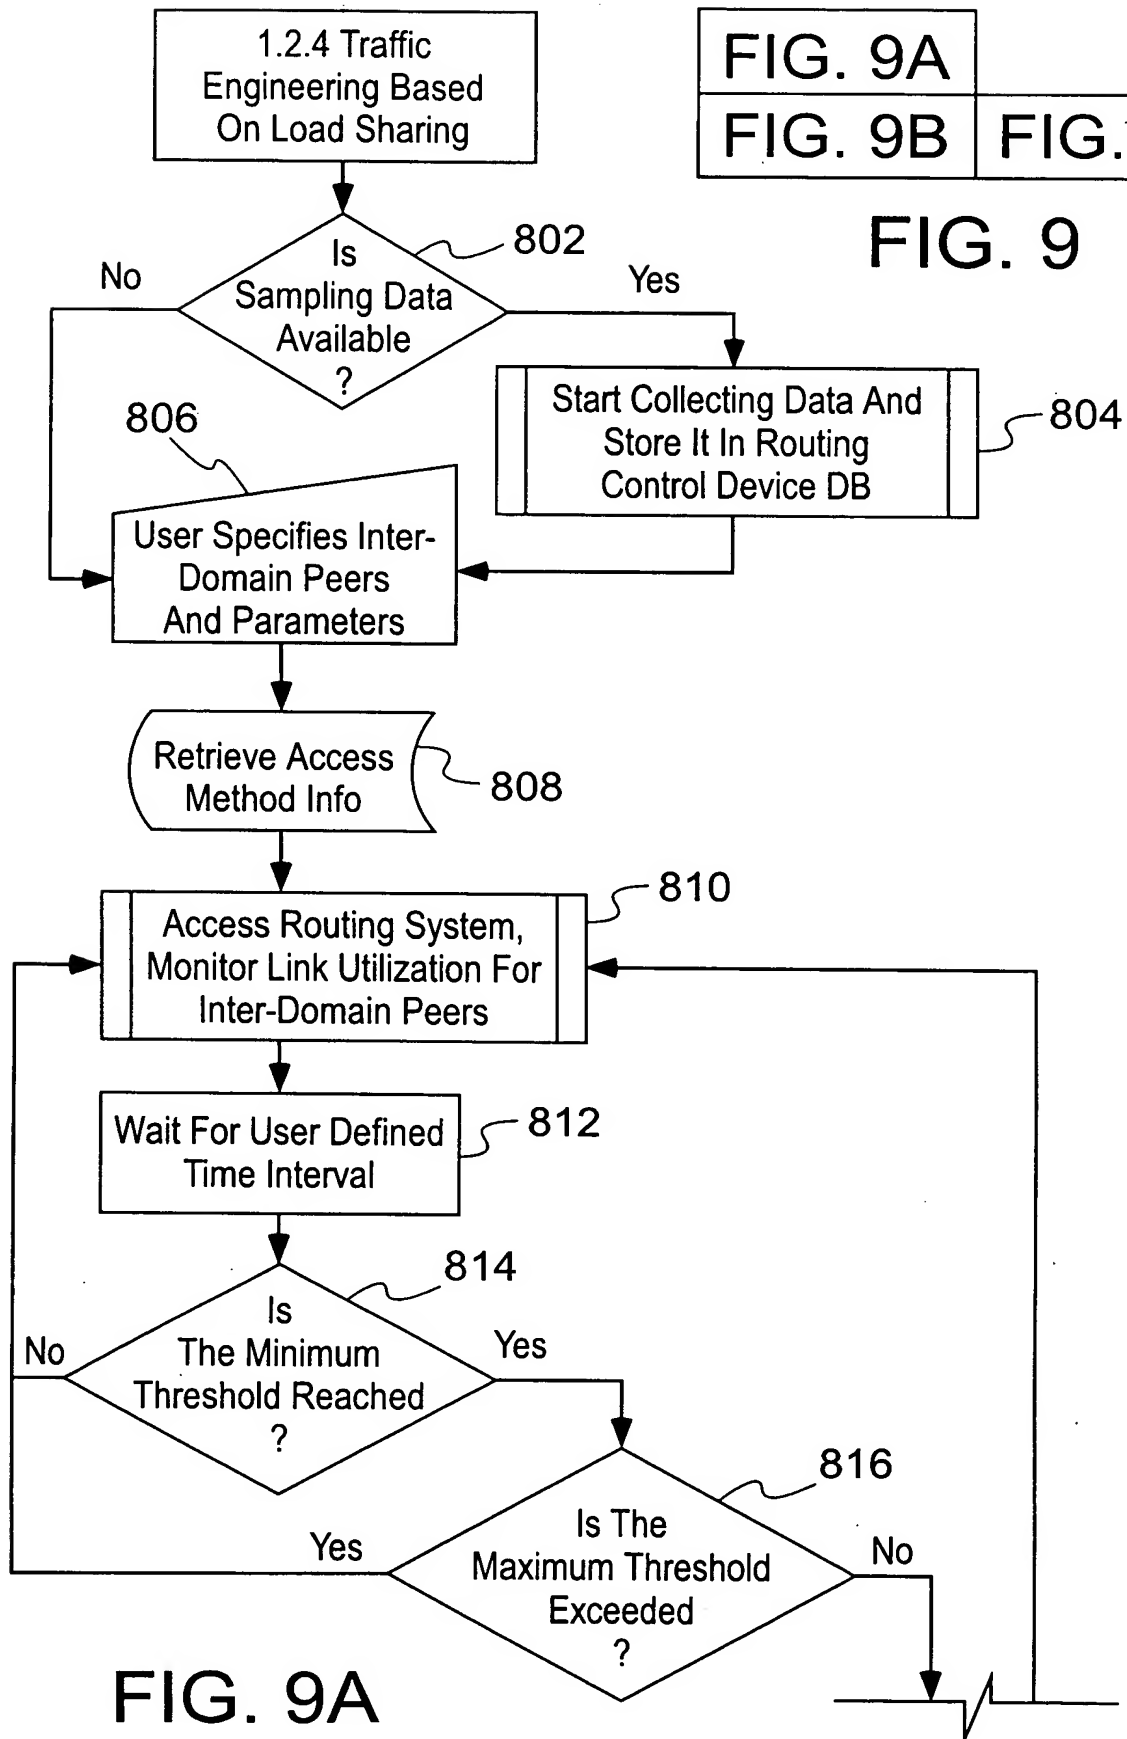 1.2.4 Traffic
Engineering Based
On Load Sharing
FIG. 9A
FIG. 9B
FIG.
FIG. 9
802
Is
Sampling Data
Available
?
No
Yes
Start Collecting Data And
Store It In Routing
Control Device DB
804
806
User Specifies Inter-
Domain Peers
And Parameters
Retrieve Access
Method Info
808
810
Access Routing System,
Monitor Link Utilization For
Inter-Domain Peers
Wait For User Defined
Time Interval
812
814
Is
The Minimum
Threshold Reached
?
No
Yes
816
Is The
Maximum Threshold
Exceeded
?
Yes
No
FIG. 9A